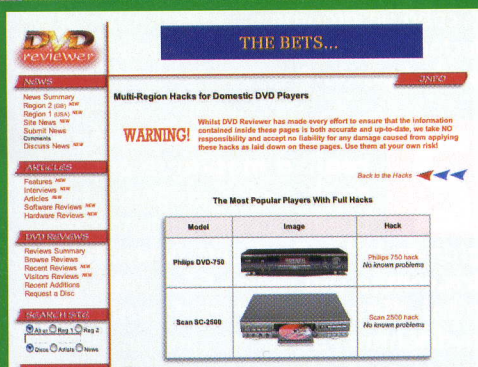 DVD
reviewer
THE BETS...
NEWS
News Summary
Region 2 (GB) NEW
Region 1 (USA) NEW
Site News NEW
Submit News
Comments
Discuss News NEW
ARTICLES
Features NEW
Interviews NEW
Articles NEW
Software Reviews NEW
Hardware Reviews NEW
DVD REVIEWS
Reviews Summary
Browse Reviews
Recent Reviews NEW
Visitors Reviews NEW
Recent Additions
Request a Disc
SEARCH SITE
All or Reg 1 Reg 2
Discs Artists News
INFO
Multi-Region Hacks for Domestic DVD Players
WARNING!
Whilst DVD Reviewer has made every effort to ensure that the information
contained inside these pages is both accurate and up-to-date, we take NO
responsibility and accept no liability for any damage caused from applying
these hacks as laid down on these pages. Use them at your own risk!
Back to the Hacks
The Most Popular Players With Full Hacks
Model Image Hack
Philips DVD-750
Philips 750 hack
No known problems
Scan SC-2500
Scan 2500 hack
No known problems